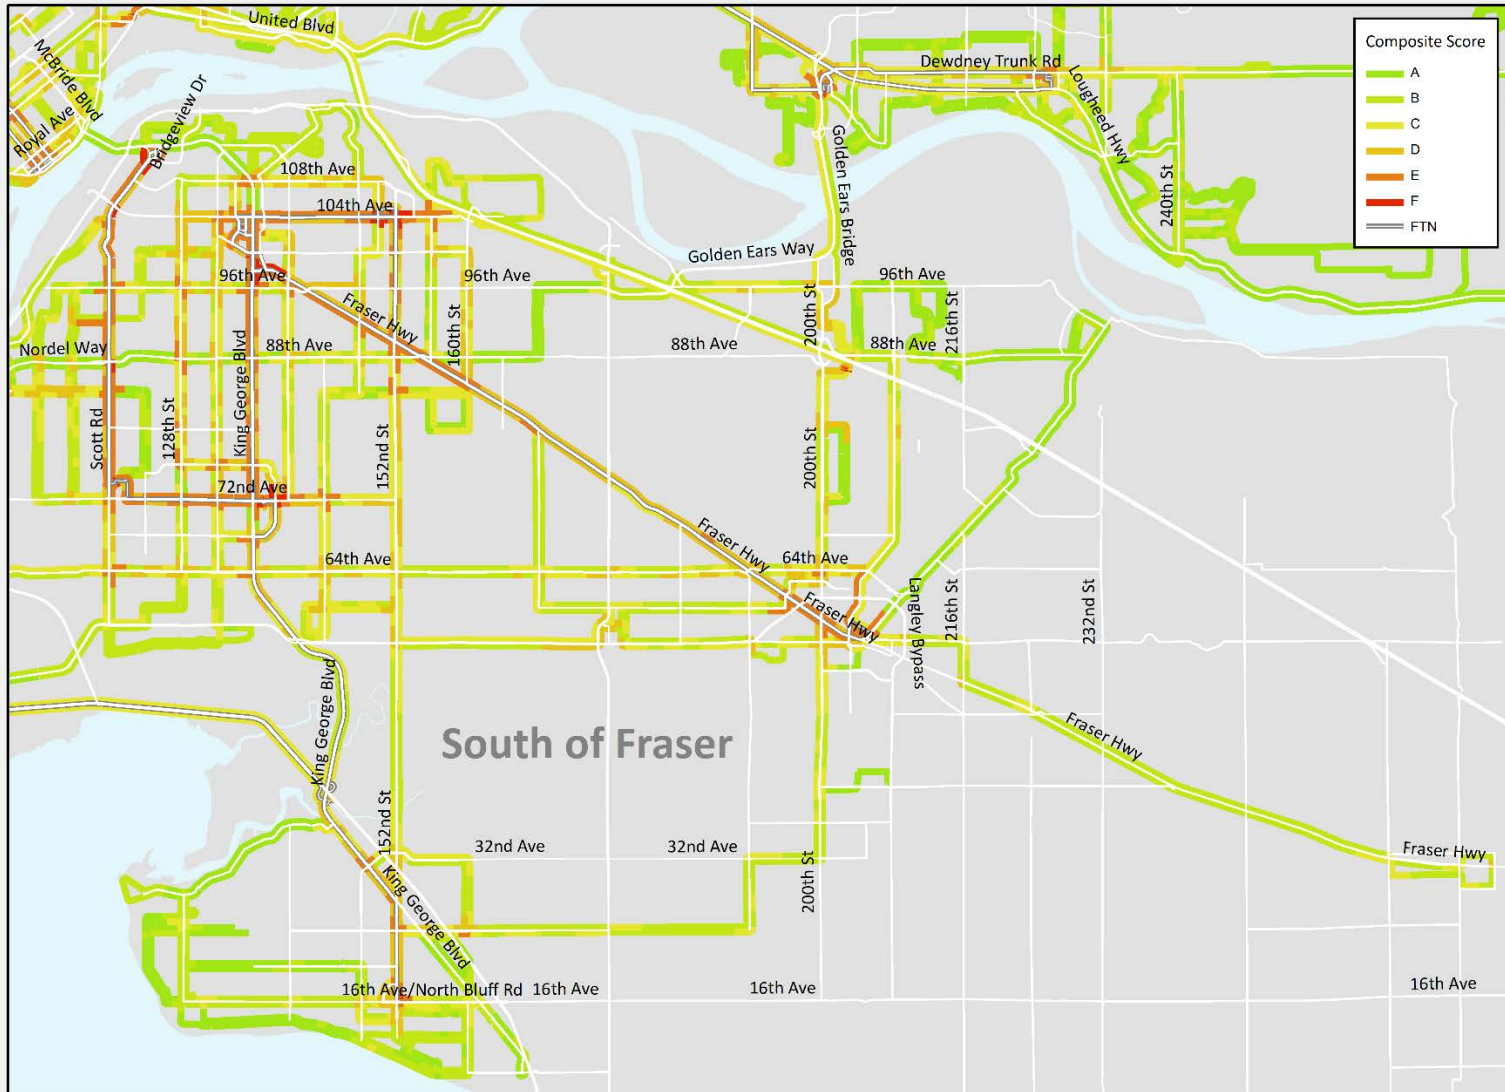 United Blvd
McBride Blvd
Royal Ave
Bridgeview Dr
Dewdney Trunk Rd
Lougheed Hwy
Composite Score
A
B
C
D
E
F
FTN
108th Ave
104th Ave
Golden Ears Bridge
240th St
Golden Ears Way
96th Ave
96th Ave
96th Ave
Fraser Hwy
160th St
200th St
216th St
Nordel Way
88th Ave
88th Ave
88th Ave
King George Blvd
Scott Rd
128th St
152nd St
200th St
72nd Ave
Fraser Hwy
64th Ave
64th Ave
Fraser Hwy
Langley Bypass
216th St
232nd St
King George Blvd
South of Fraser
Fraser Hwy
152nd St
32nd Ave
32nd Ave
200th St
Fraser Hwy
King George Blvd
16th Ave/North Bluff Rd
16th Ave
16th Ave
16th Ave